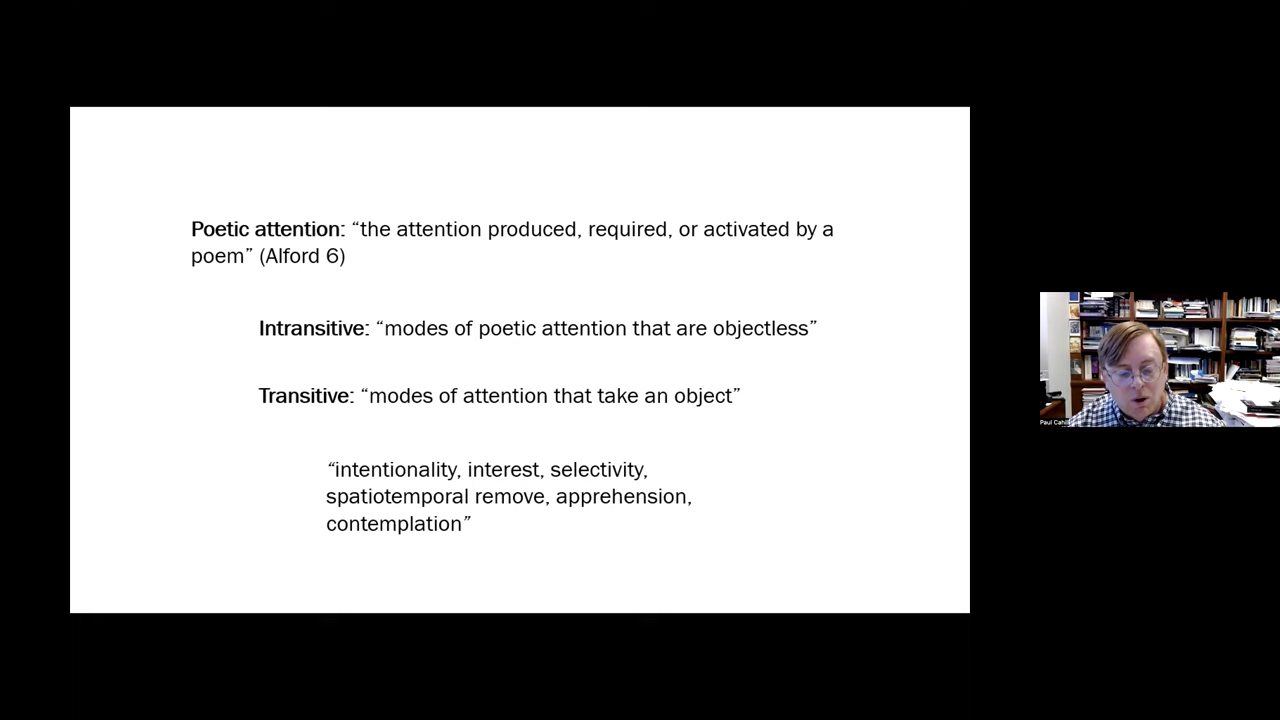 Poetic attention: “the attention produced, required, or activated by a
poem” (Alford 6)
Intransitive: “modes of poetic attention that are objectless”
Transitive: “modes of attention that take an object”
“intentionality, interest, selectivity,
spatiotemporal remove, apprehension,
contemplation”
Paul